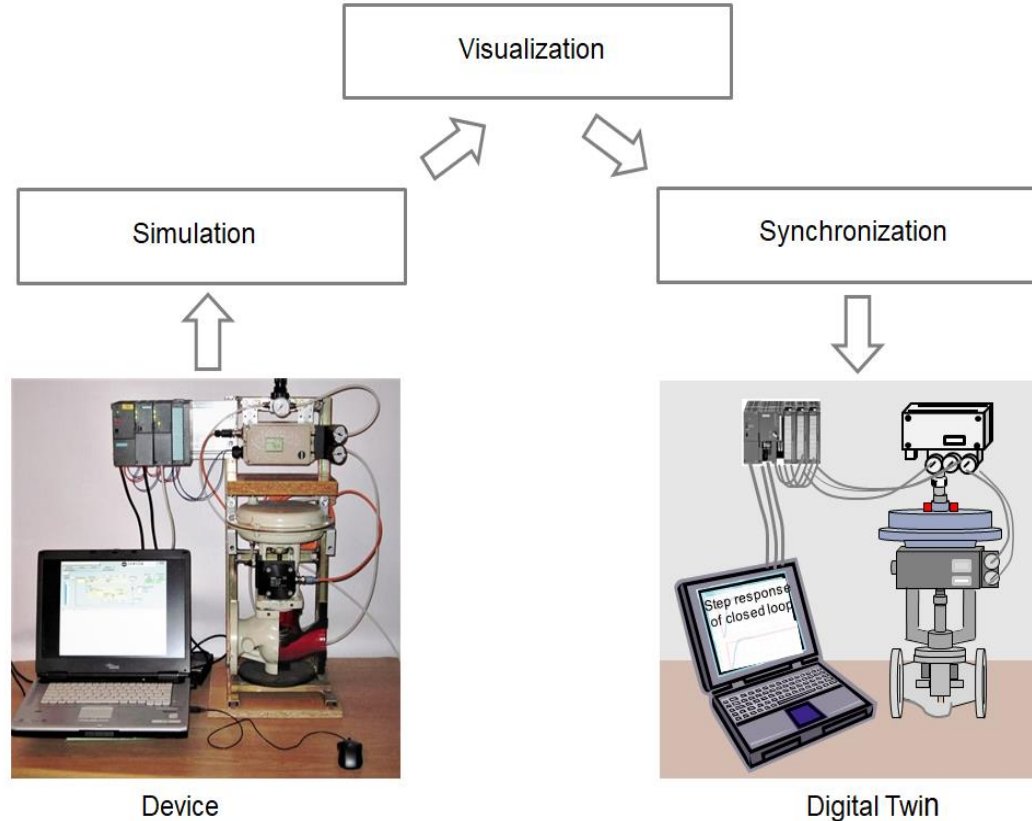 Visualization
Simulation
Synchronization
Step response
of closed loop
Device
Digital Twin